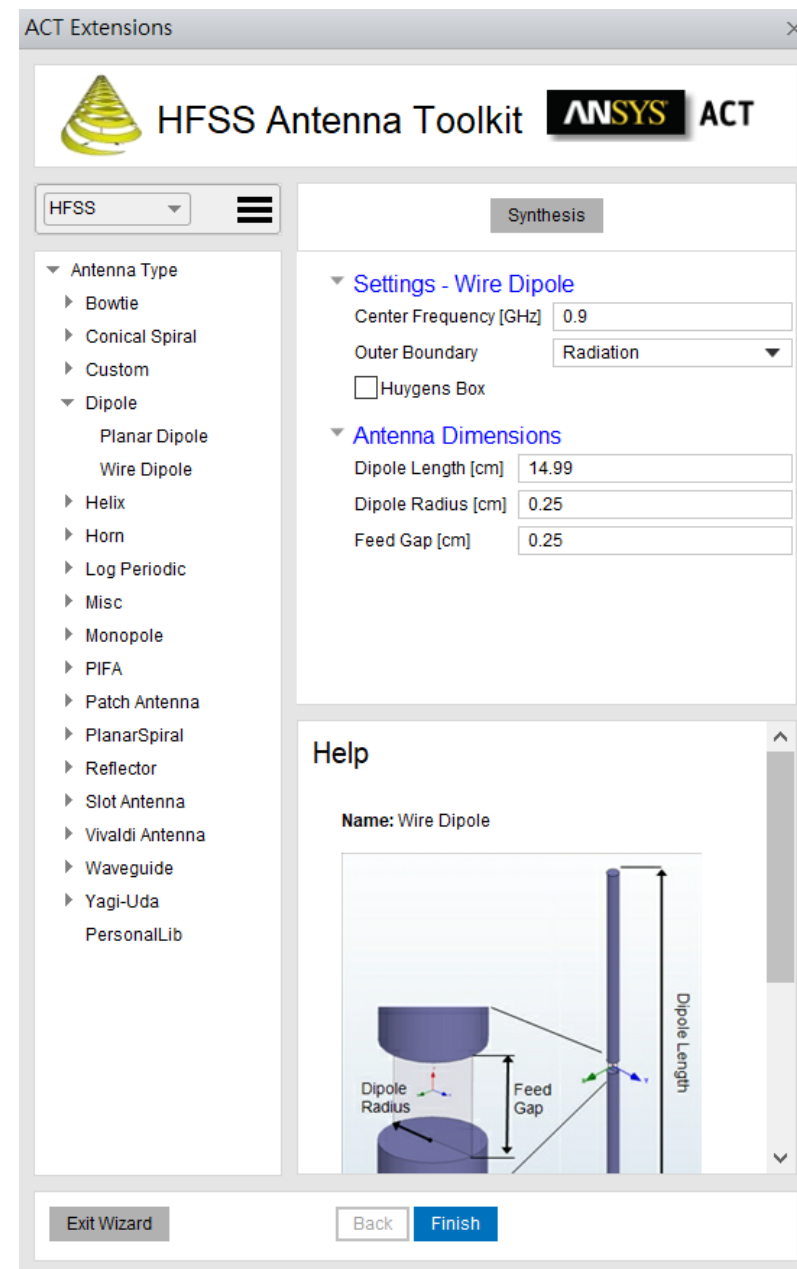 ACT Extensions
HFSS Antenna Toolkit ANSYS ACT
HFSS
Synthesis
Antenna Type
Bowtie
Conical Spiral
Custom
Dipole
Planar Dipole
Wire Dipole
Helix
Horn
Log Periodic
Misc
Monopole
PIFA
Patch Antenna
PlanarSpiral
Reflector
Slot Antenna
Vivaldi Antenna
Waveguide
Yagi-Uda
PersonalLib
Settings - Wire Dipole
Center Frequency [GHz] 0.9
Outer Boundary Radiation
Huygens Box
Antenna Dimensions
Dipole Length [cm] 14.99
Dipole Radius [cm] 0.25
Feed Gap [cm] 0.25
Help
Name: Wire Dipole
Dipole Length
Dipole
Radius
Feed
Gap
Exit Wizard
Back
Finish